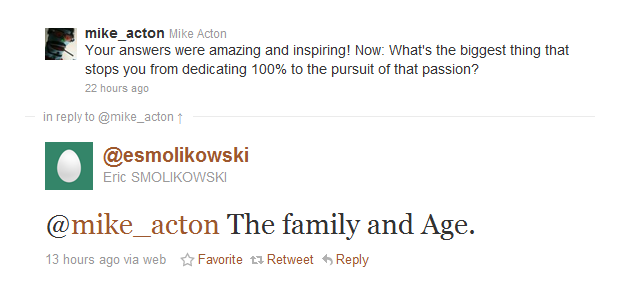 mike_acton Mike Acton
Your answers were amazing and inspiring! Now: What's the biggest thing that
stops you from dedicating 100% to the pursuit of that passion?
22 hours ago
in reply to @mike_acton ↑
@esmolikowski
Eric SMOLIKOWSKI
@mike_acton The family and Age.
13 hours ago via web Favorite Retweet Reply